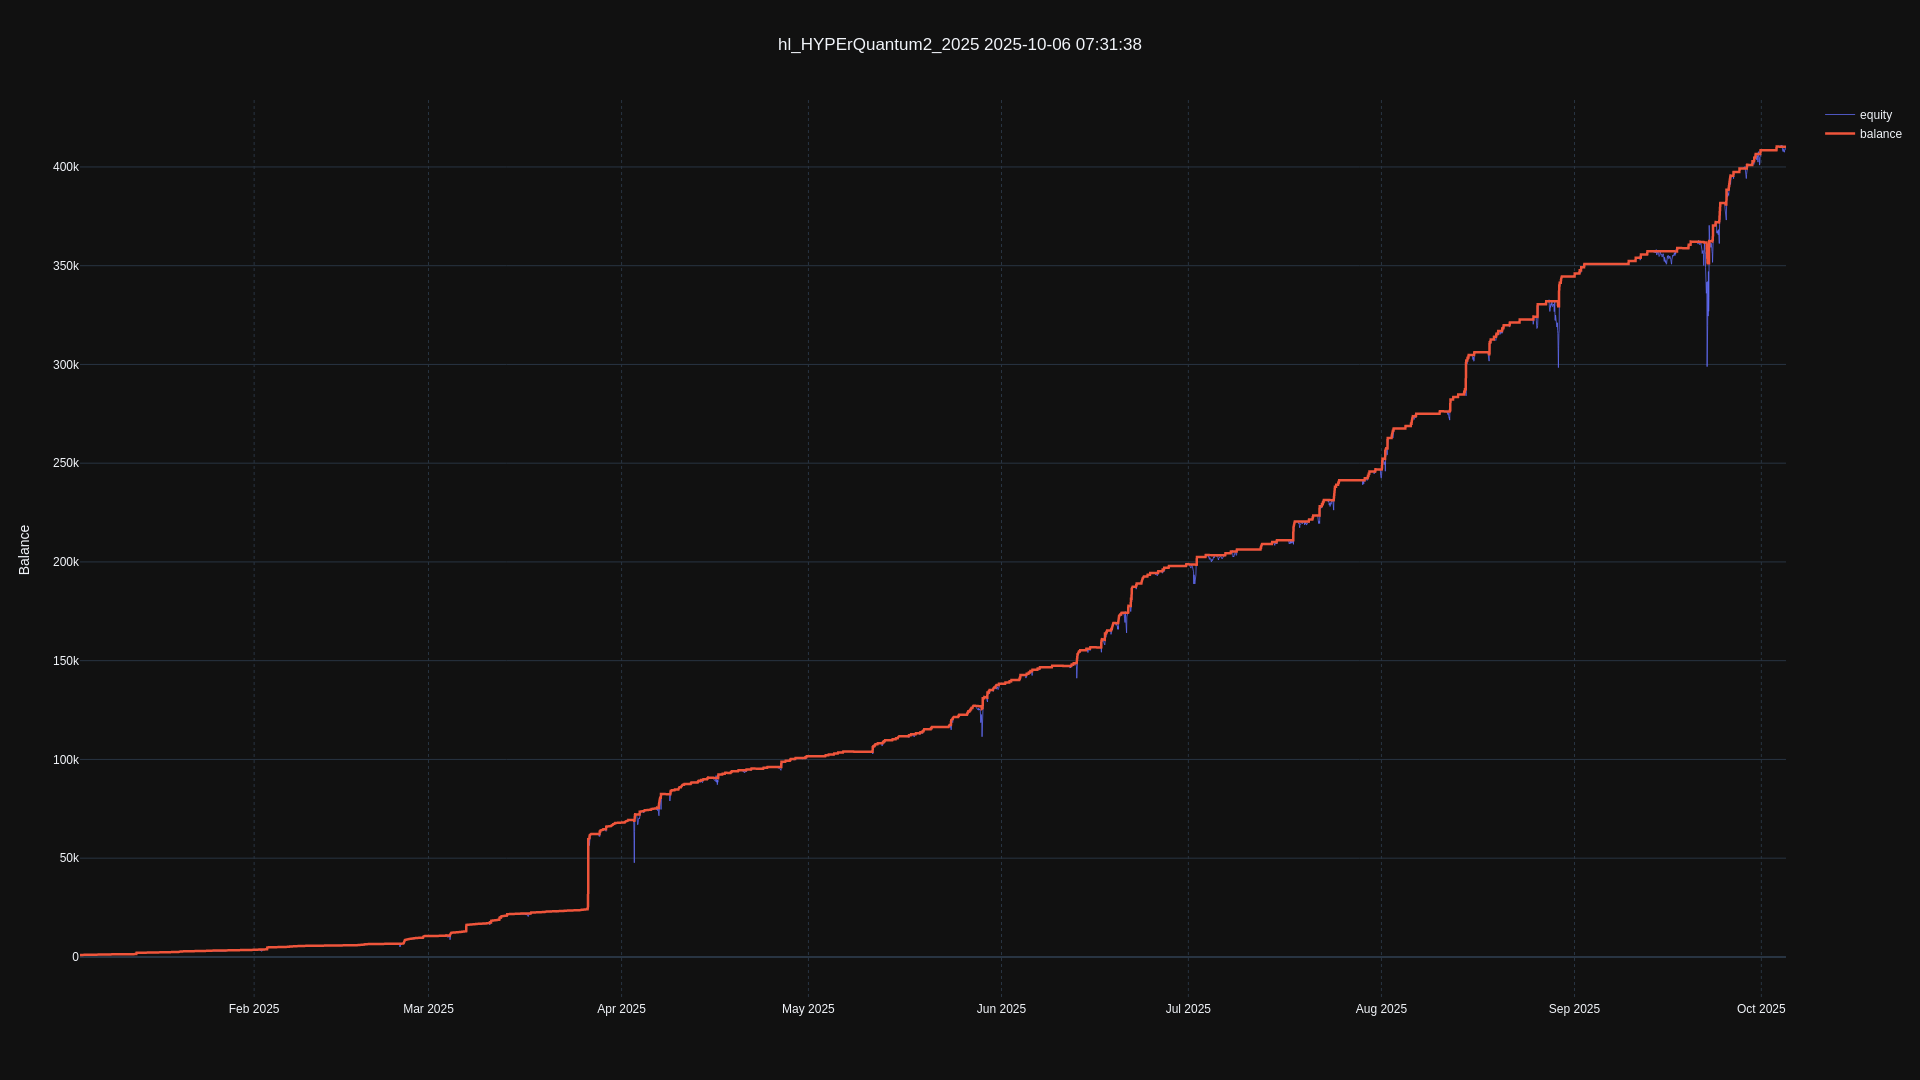 hl_HYPErQuantum2_2025 2025-10-06 07:31:38
equity
balance
400k
350k
300k
250k
200k
150k
100k
50k
0
Balance
Feb 2025
Mar 2025
Apr 2025
May 2025
Jun 2025
Jul 2025
Aug 2025
Sep 2025
Oct 2025